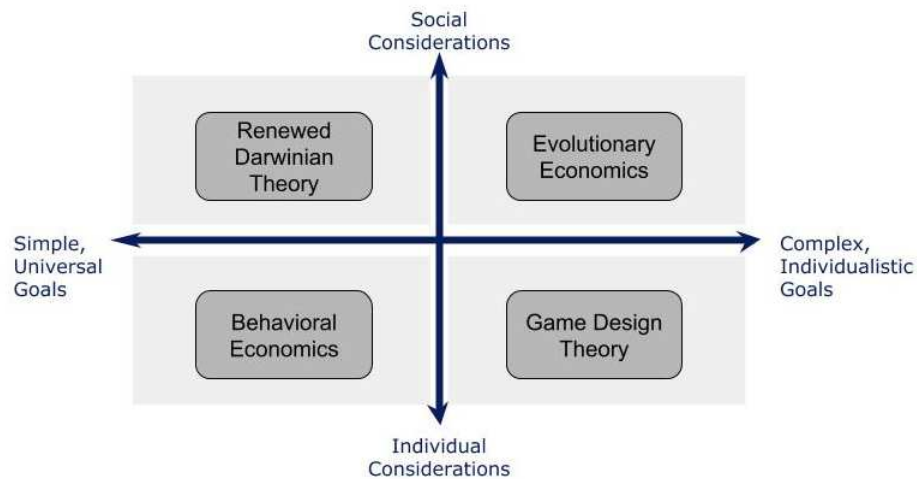 Social
Considerations
Renewed
Darwinian
Theory
Evolutionary
Economics
Simple,
Universal
Goals
Complex,
Individualistic
Goals
Behavioral
Economics
Game Design
Theory
Individual
Considerations